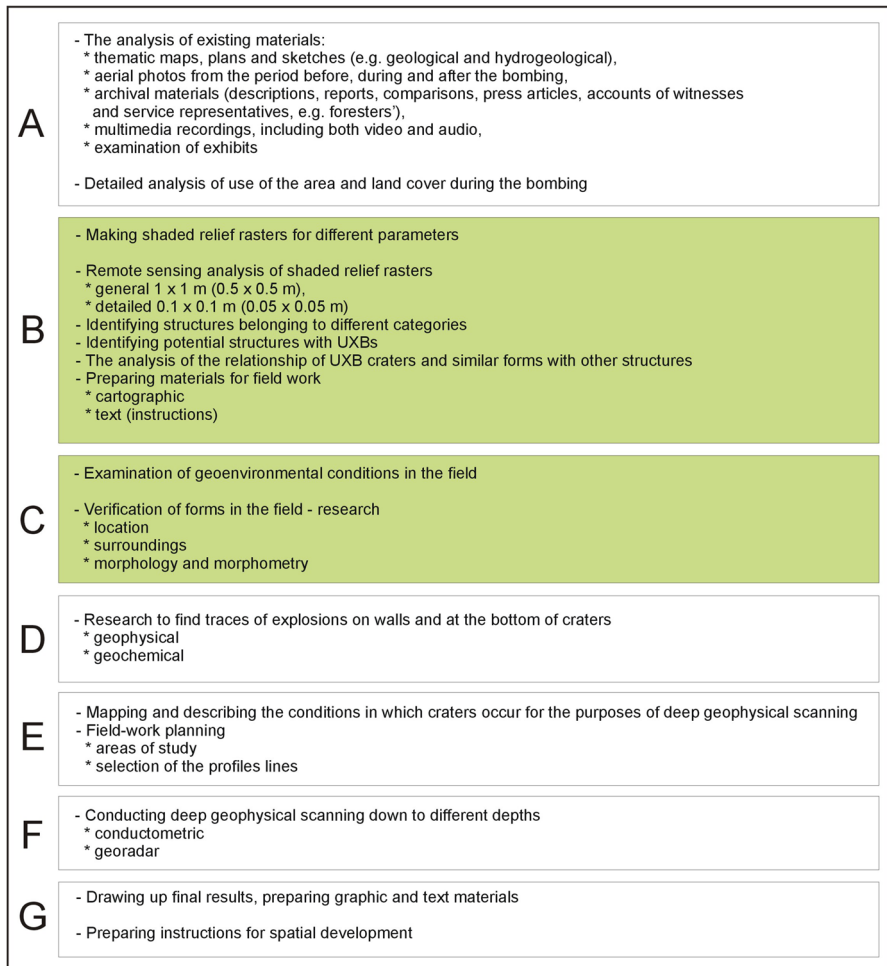 A
- The analysis of existing materials:
* thematic maps, plans and sketches (e.g. geological and hydrogeological),
* aerial photos from the period before, during and after the bombing,
* archival materials (descriptions, reports, comparisons, press articles, accounts of witnesses
and service representatives, e.g. foresters’),
* multimedia recordings, including both video and audio,
* examination of exhibits
- Detailed analysis of use of the area and land cover during the bombing
B
- Making shaded relief rasters for different parameters
- Remote sensing analysis of shaded relief rasters
* general 1 x 1 m (0.5 x 0.5 m),
* detailed 0.1 x 0.1 m (0.05 x 0.05 m)
- Identifying structures belonging to different categories
- Identifying potential structures with UXBs
- The analysis of the relationship of UXB craters and similar forms with other structures
- Preparing materials for field work
* cartographic
* text (instructions)
C
- Examination of geoenvironmental conditions in the field
- Verification of forms in the field - research
* location
* surroundings
* morphology and morphometry
D
- Research to find traces of explosions on walls and at the bottom of craters
* geophysical
* geochemical
E
- Mapping and describing the conditions in which craters occur for the purposes of deep geophysical scanning
- Field-work planning
* areas of study
* selection of the profiles lines
F
- Conducting deep geophysical scanning down to different depths
* conductometric
* georadar
G
- Drawing up final results, preparing graphic and text materials
- Preparing instructions for spatial development